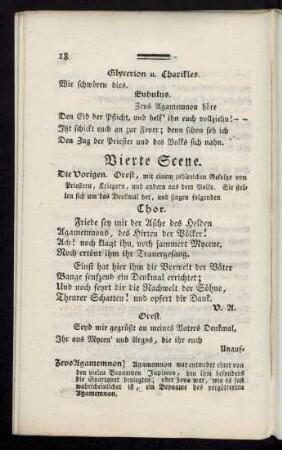 18
Glycerion u. Charikles.
Wir schwören dirs.
Eubulus.
Zevs Agamemnon höre
Den Eid der Pflicht, und helf' ihn euch vollziehn! —
Itzt schickt euch an zur Feyer; denn schon seh ich
Den Zug der Priester und des Volks sich nahn.
Vierte Scene.
Die Vorigen. Orest, mit einem zahlreichen Gefolge von
Priestern, Kriegern, und andern aus dem Volke. Sie stel-
len sich um das Denkmal her, und singen folgenden
Chor.
Friede sey mit der Asche des Helden
Agamemnons, des Hirten der Völker!
Ach! noch klagt ihn, noch jammert Mycene,
Noch ertönt ihm ihr Trauergesang.
Einst hat hier ihm die Vorwelt der Väter
Bange seufzend ein Denkmal errichtet;
Und noch feyrt dir die Nachwelt der Söhne,
Theurer Schatten! und opfert dir Dank.
V. A.
Orest.
Seyd mir gegrüßt an meines Vaters Denkmal,
Ihr aus Mycen' und Argos, die ihr euch
Unauf-
Zevs Agamemnon] Agamemnon war entweder einer von
den vielen Beynamen Jupiters, den ihm besonders
die Spartaner beylegten; oder Zevs war, wie es fast
wahrscheinlicher ist, ein Beyname des vergötterten
Agamemnon.